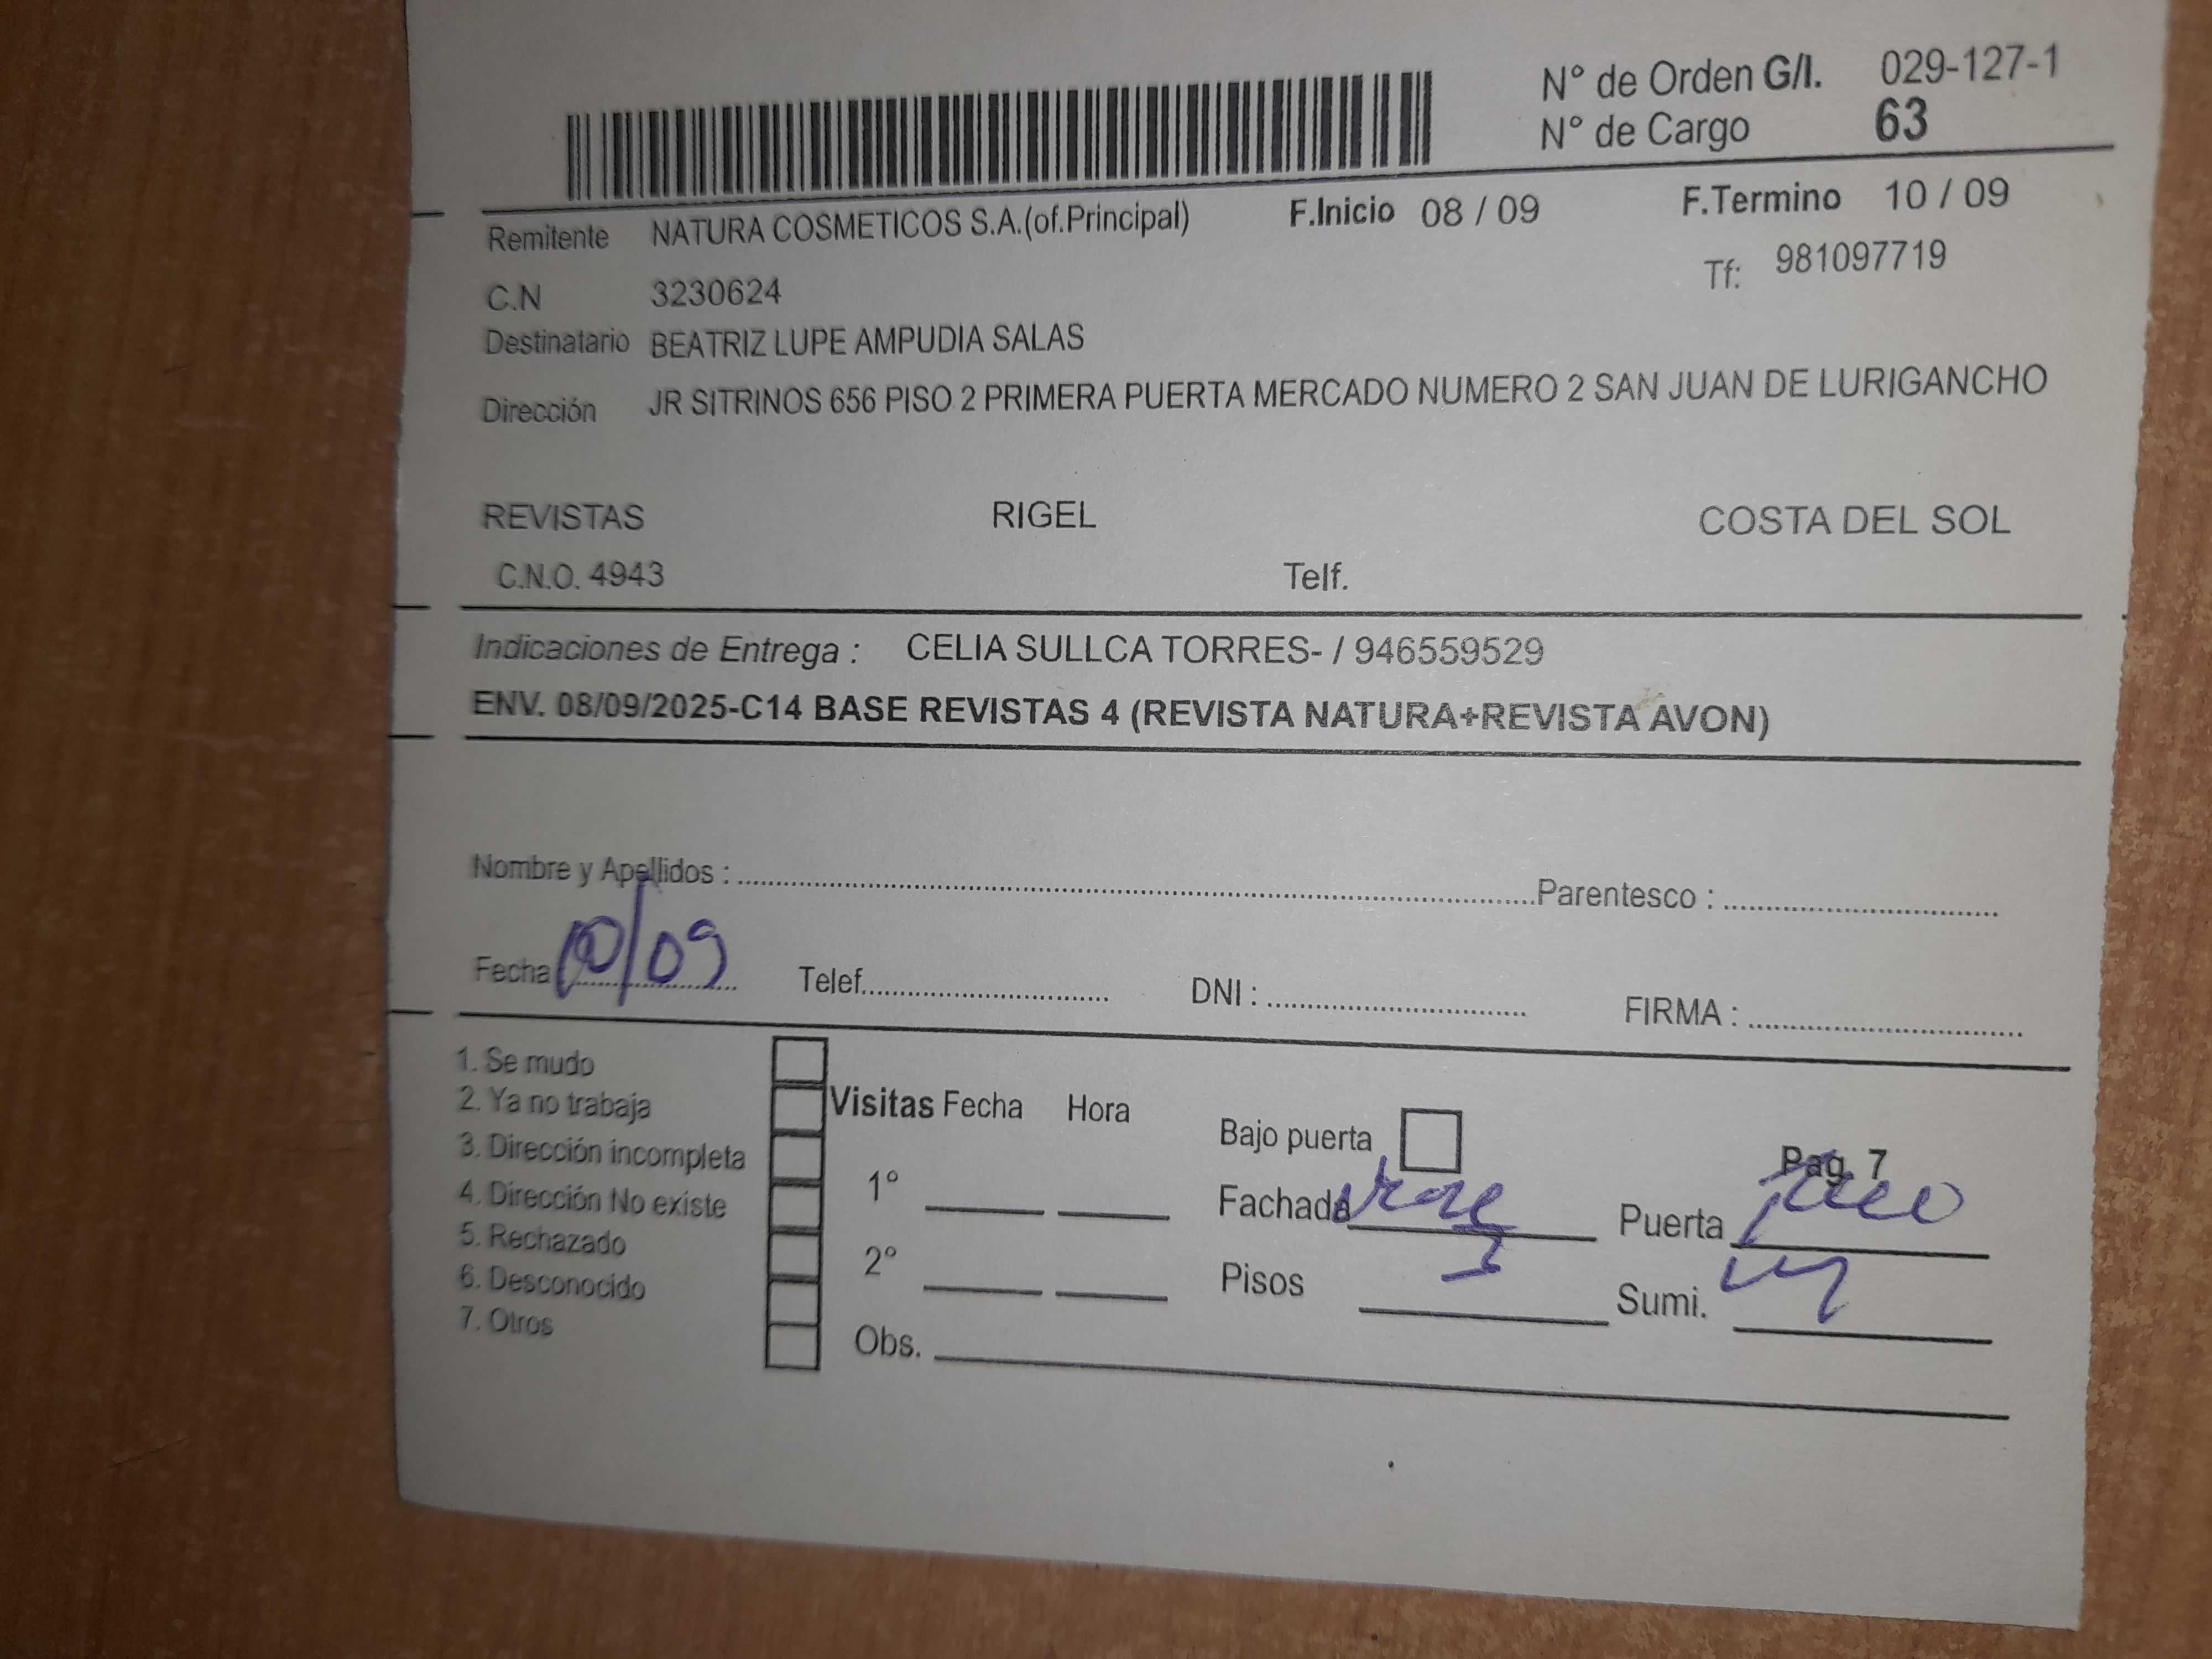 N° de Orden G/I. 029-127-1
N° de Cargo 63
Remitente NATURA COSMETICOS S.A.(of.Principal) F.Inicio 08 / 09 F.Termino 10 / 09
C.N 3230624 Tf: 981097719
Destinatario BEATRIZ LUPE AMPUDIA SALAS
Dirección JR SITRINOS 656 PISO 2 PRIMERA PUERTA MERCADO NUMERO 2 SAN JUAN DE LURIGANCHO
REVISTAS RIGEL COSTA DEL SOL
C.N.O. 4943 Telf.
Indicaciones de Entrega : CELIA SULLCA TORRES- / 946559529
ENV. 08/09/2025-C14 BASE REVISTAS 4 (REVISTA NATURA+REVISTA AVON)
Nombre y Apellidos : Parentesco :
Fecha 10/09 Telef. DNI : FIRMA :
1. Se mudo
2. Ya no trabaja Visitas Fecha Hora
3. Dirección incompleta Bajo puerta Pag. 7
4. Dirección No existe 1° Fachada Puerta
5. Rechazado
6. Desconocido 2° Pisos Sumi.
7. Otros Obs.